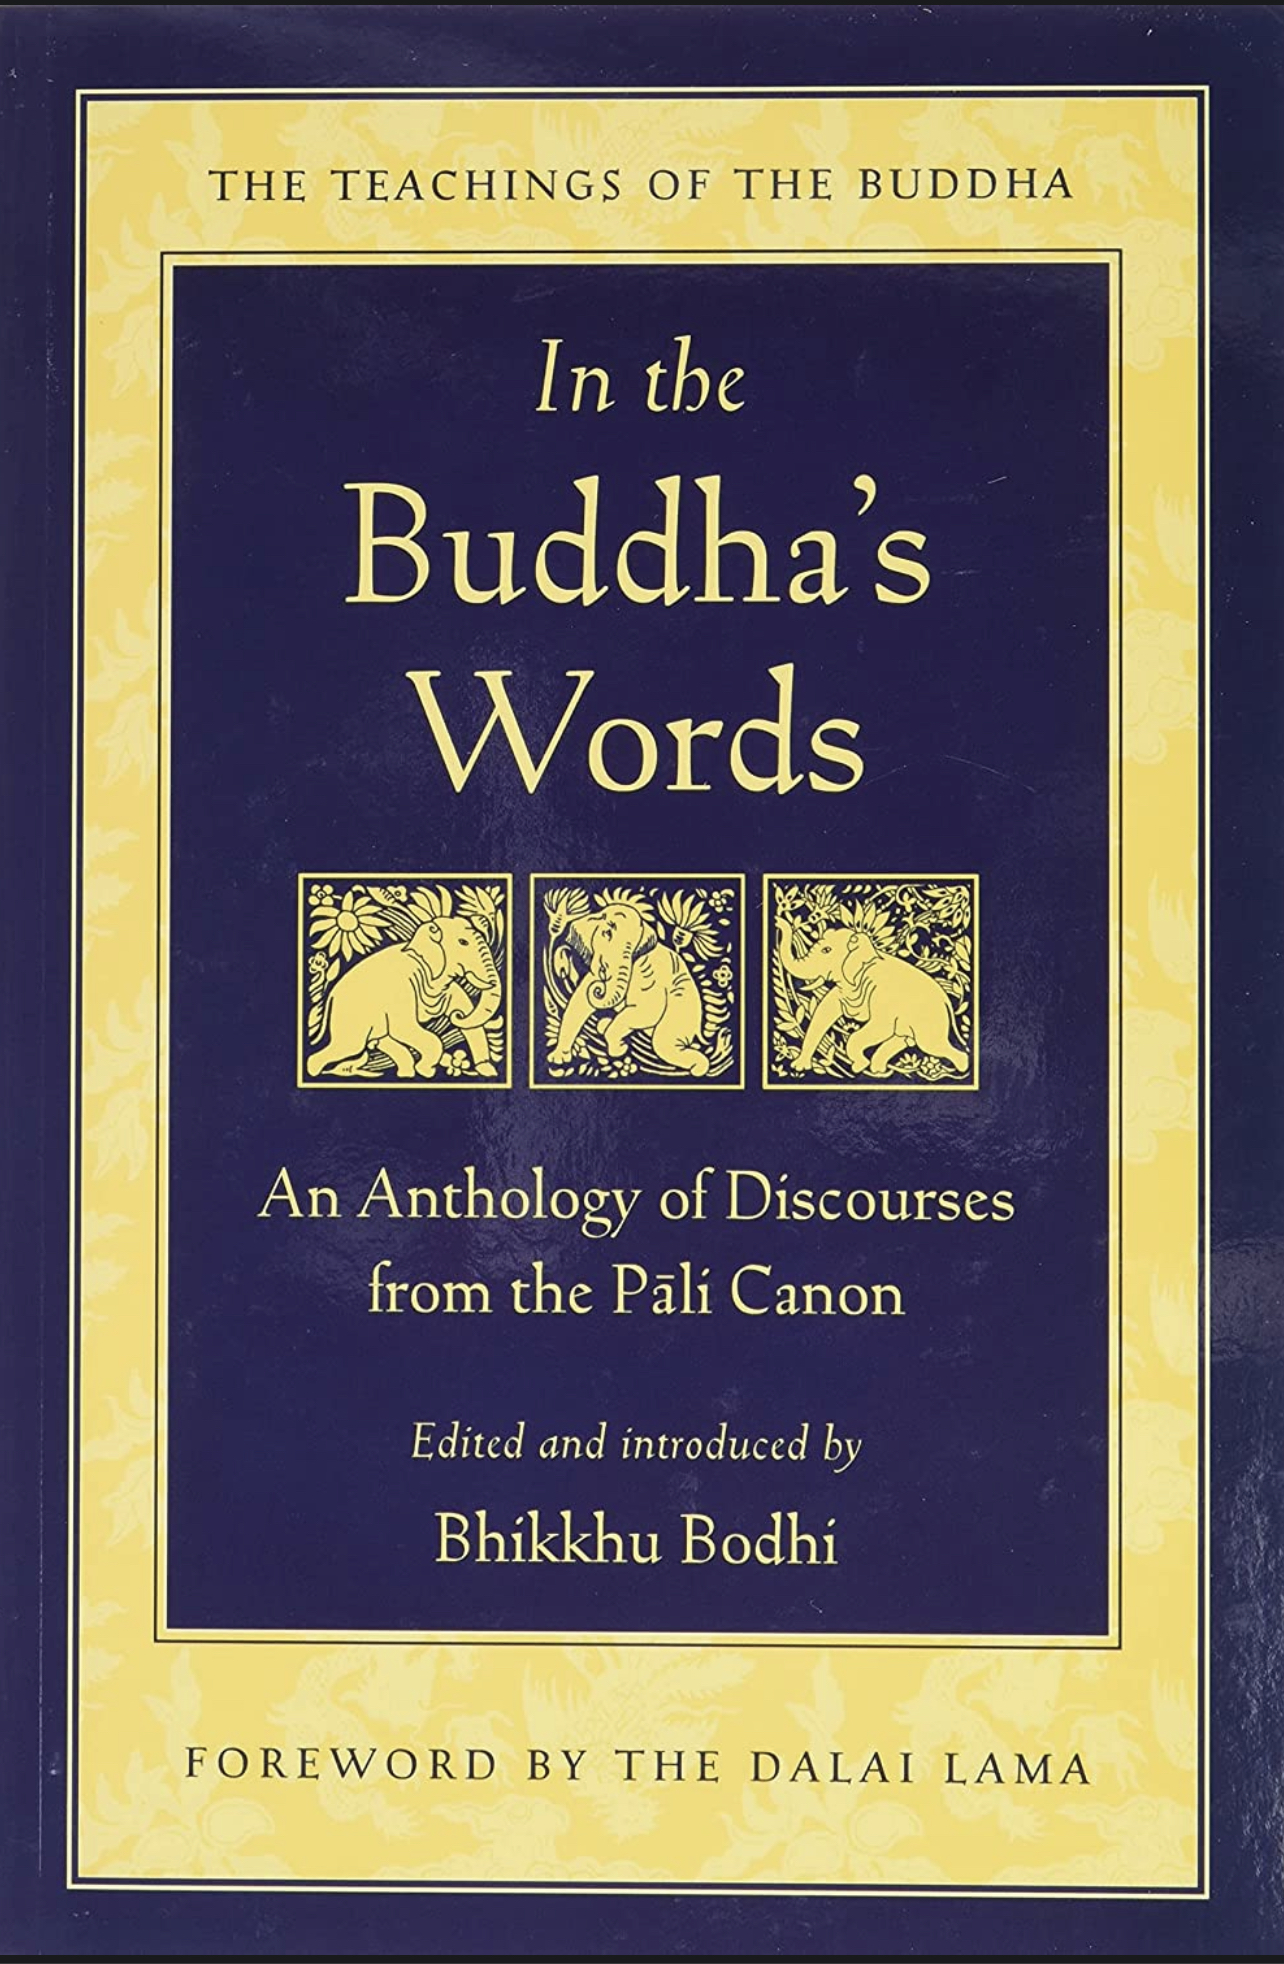 THE TEACHINGS OF THE BUDDHA
In the
Buddha's
Words
An Anthology of Discourses
from the Pāli Canon
Edited and introduced by
Bhikkhu Bodhi
FOREWORD BY THE DALAI LAMA